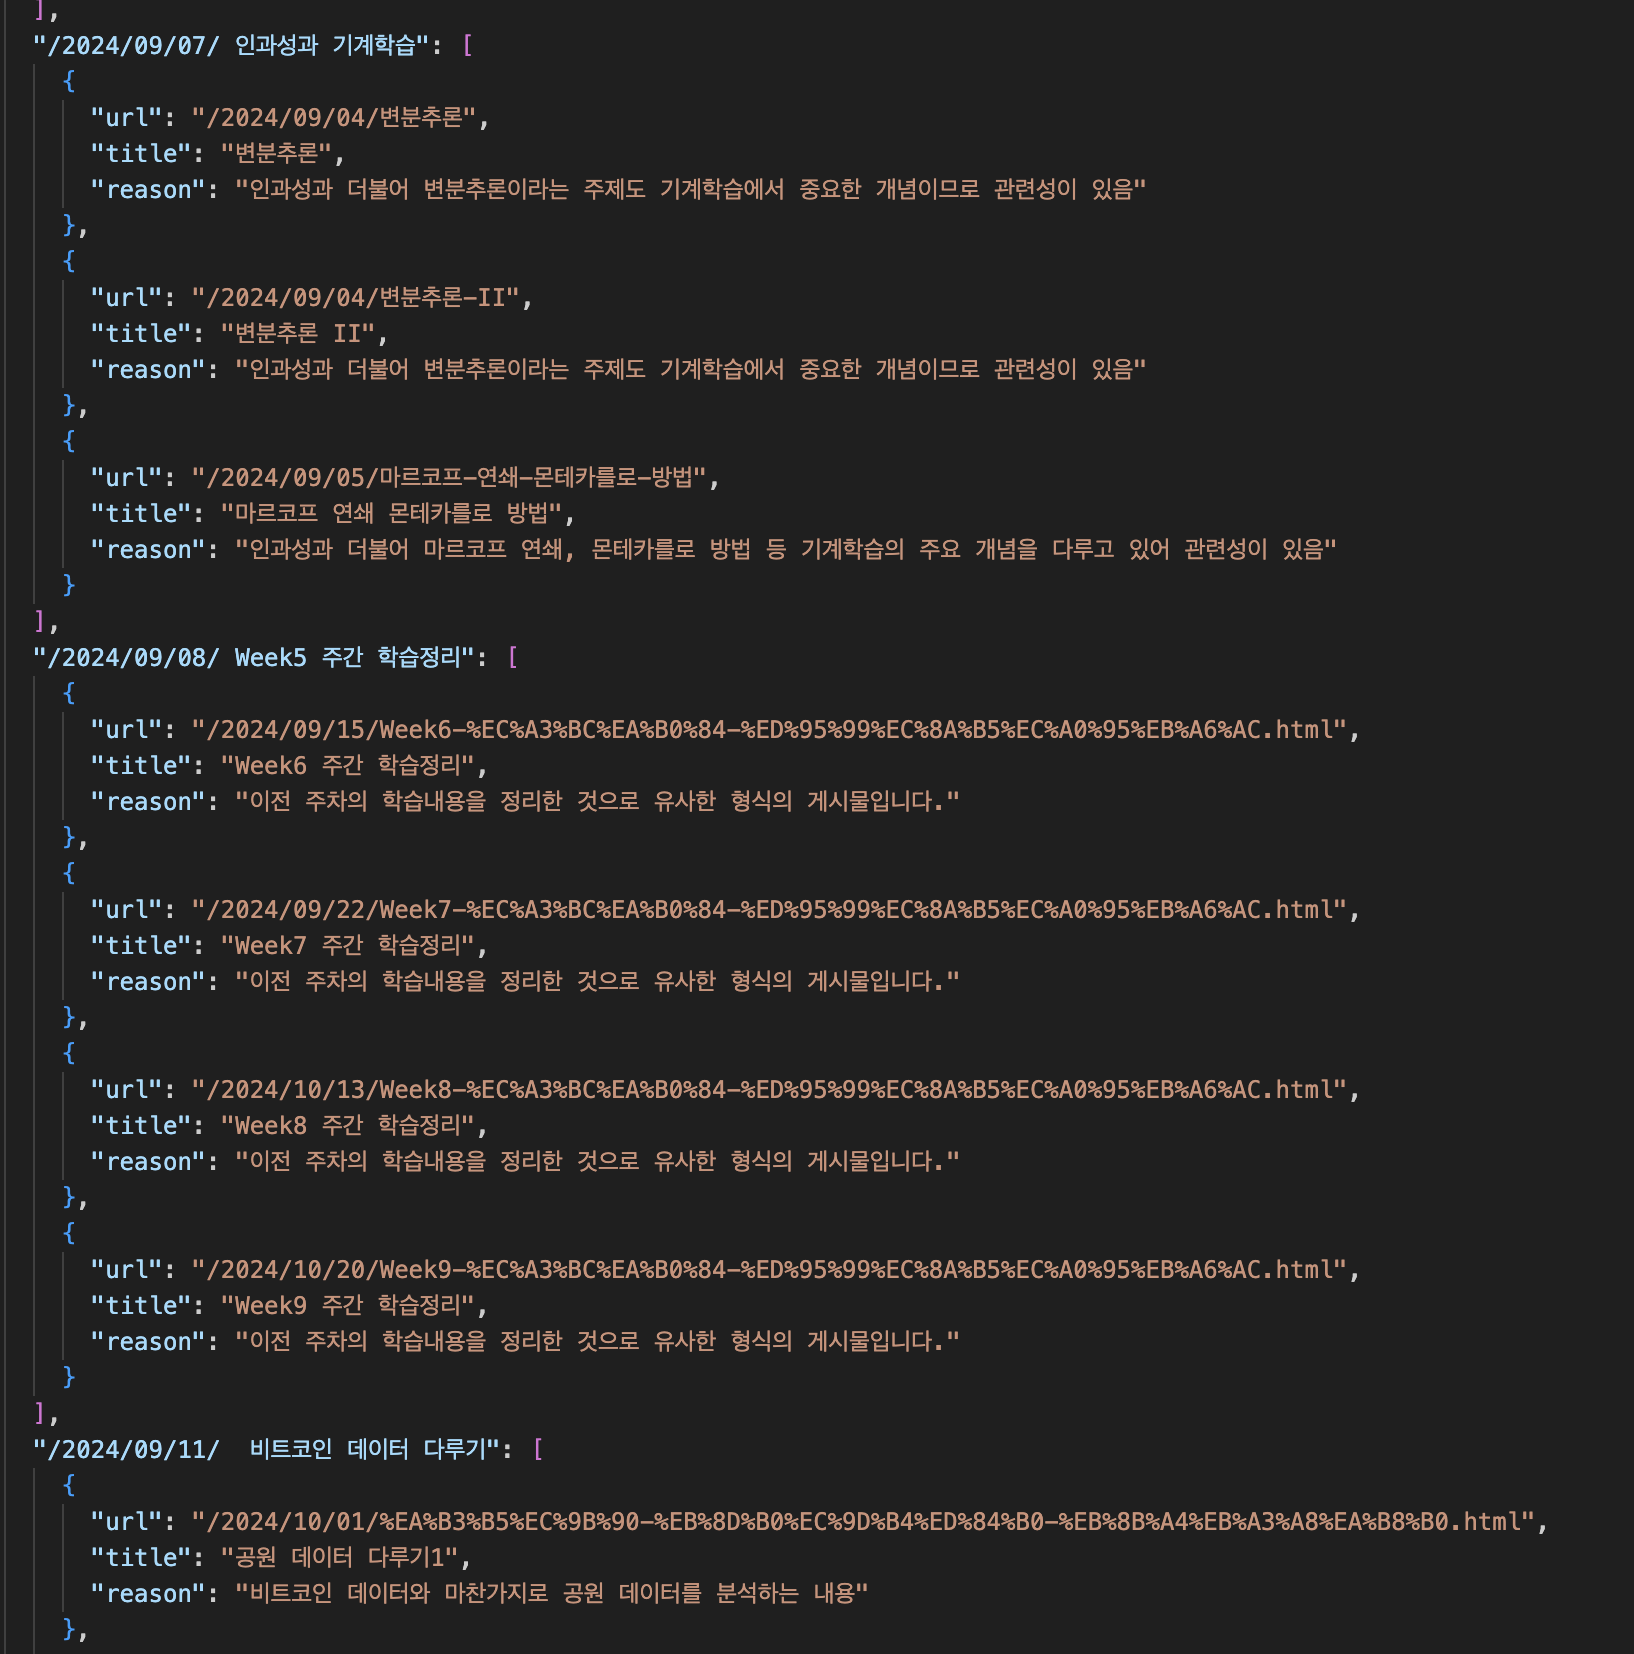 ],
"/2024/09/07/ 인과성과 기계학습": [
{
"url": "/2024/09/04/변분추론",
"title": "변분추론",
"reason": "인과성과 더불어 변분추론이라는 주제도 기계학습에서 중요한 개념이므로 관련성이 있음"
},
{
"url": "/2024/09/04/변분추론-II",
"title": "변분추론 II",
"reason": "인과성과 더불어 변분추론이라는 주제도 기계학습에서 중요한 개념이므로 관련성이 있음"
},
{
"url": "/2024/09/05/마르코프-연쇄-몬테카를로-방법",
"title": "마르코프 연쇄 몬테카를로 방법",
"reason": "인과성과 더불어 마르코프 연쇄, 몬테카를로 방법 등 기계학습의 주요 개념을 다루고 있어 관련성이 있음"
}
],
"/2024/09/08/ Week5 주간 학습정리": [
{
"url": "/2024/09/15/Week6-%EC%A3%BC%EA%B0%84-%ED%95%99%EC%8A%B5%EC%A0%95%EB%A6%AC.html",
"title": "Week6 주간 학습정리",
"reason": "이전 주차의 학습내용을 정리한 것으로 유사한 형식의 게시물입니다."
},
{
"url": "/2024/09/22/Week7-%EC%A3%BC%EA%B0%84-%ED%95%99%EC%8A%B5%EC%A0%95%EB%A6%AC.html",
"title": "Week7 주간 학습정리",
"reason": "이전 주차의 학습내용을 정리한 것으로 유사한 형식의 게시물입니다."
},
{
"url": "/2024/10/13/Week8-%EC%A3%BC%EA%B0%84-%ED%95%99%EC%8A%B5%EC%A0%95%EB%A6%AC.html",
"title": "Week8 주간 학습정리",
"reason": "이전 주차의 학습내용을 정리한 것으로 유사한 형식의 게시물입니다."
},
{
"url": "/2024/10/20/Week9-%EC%A3%BC%EA%B0%84-%ED%95%99%EC%8A%B5%EC%A0%95%EB%A6%AC.html",
"title": "Week9 주간 학습정리",
"reason": "이전 주차의 학습내용을 정리한 것으로 유사한 형식의 게시물입니다."
}
],
"/2024/09/11/  비트코인 데이터 다루기": [
{
"url": "/2024/10/01/%EA%B3%B5%EC%9B%90-%EB%8D%B0%EC%9D%B4%ED%84%B0-%EB%8B%A4%EB%A3%A8%EA%B8%B0.html",
"title": "공원 데이터 다루기1",
"reason": "비트코인 데이터와 마찬가지로 공원 데이터를 분석하는 내용"
},